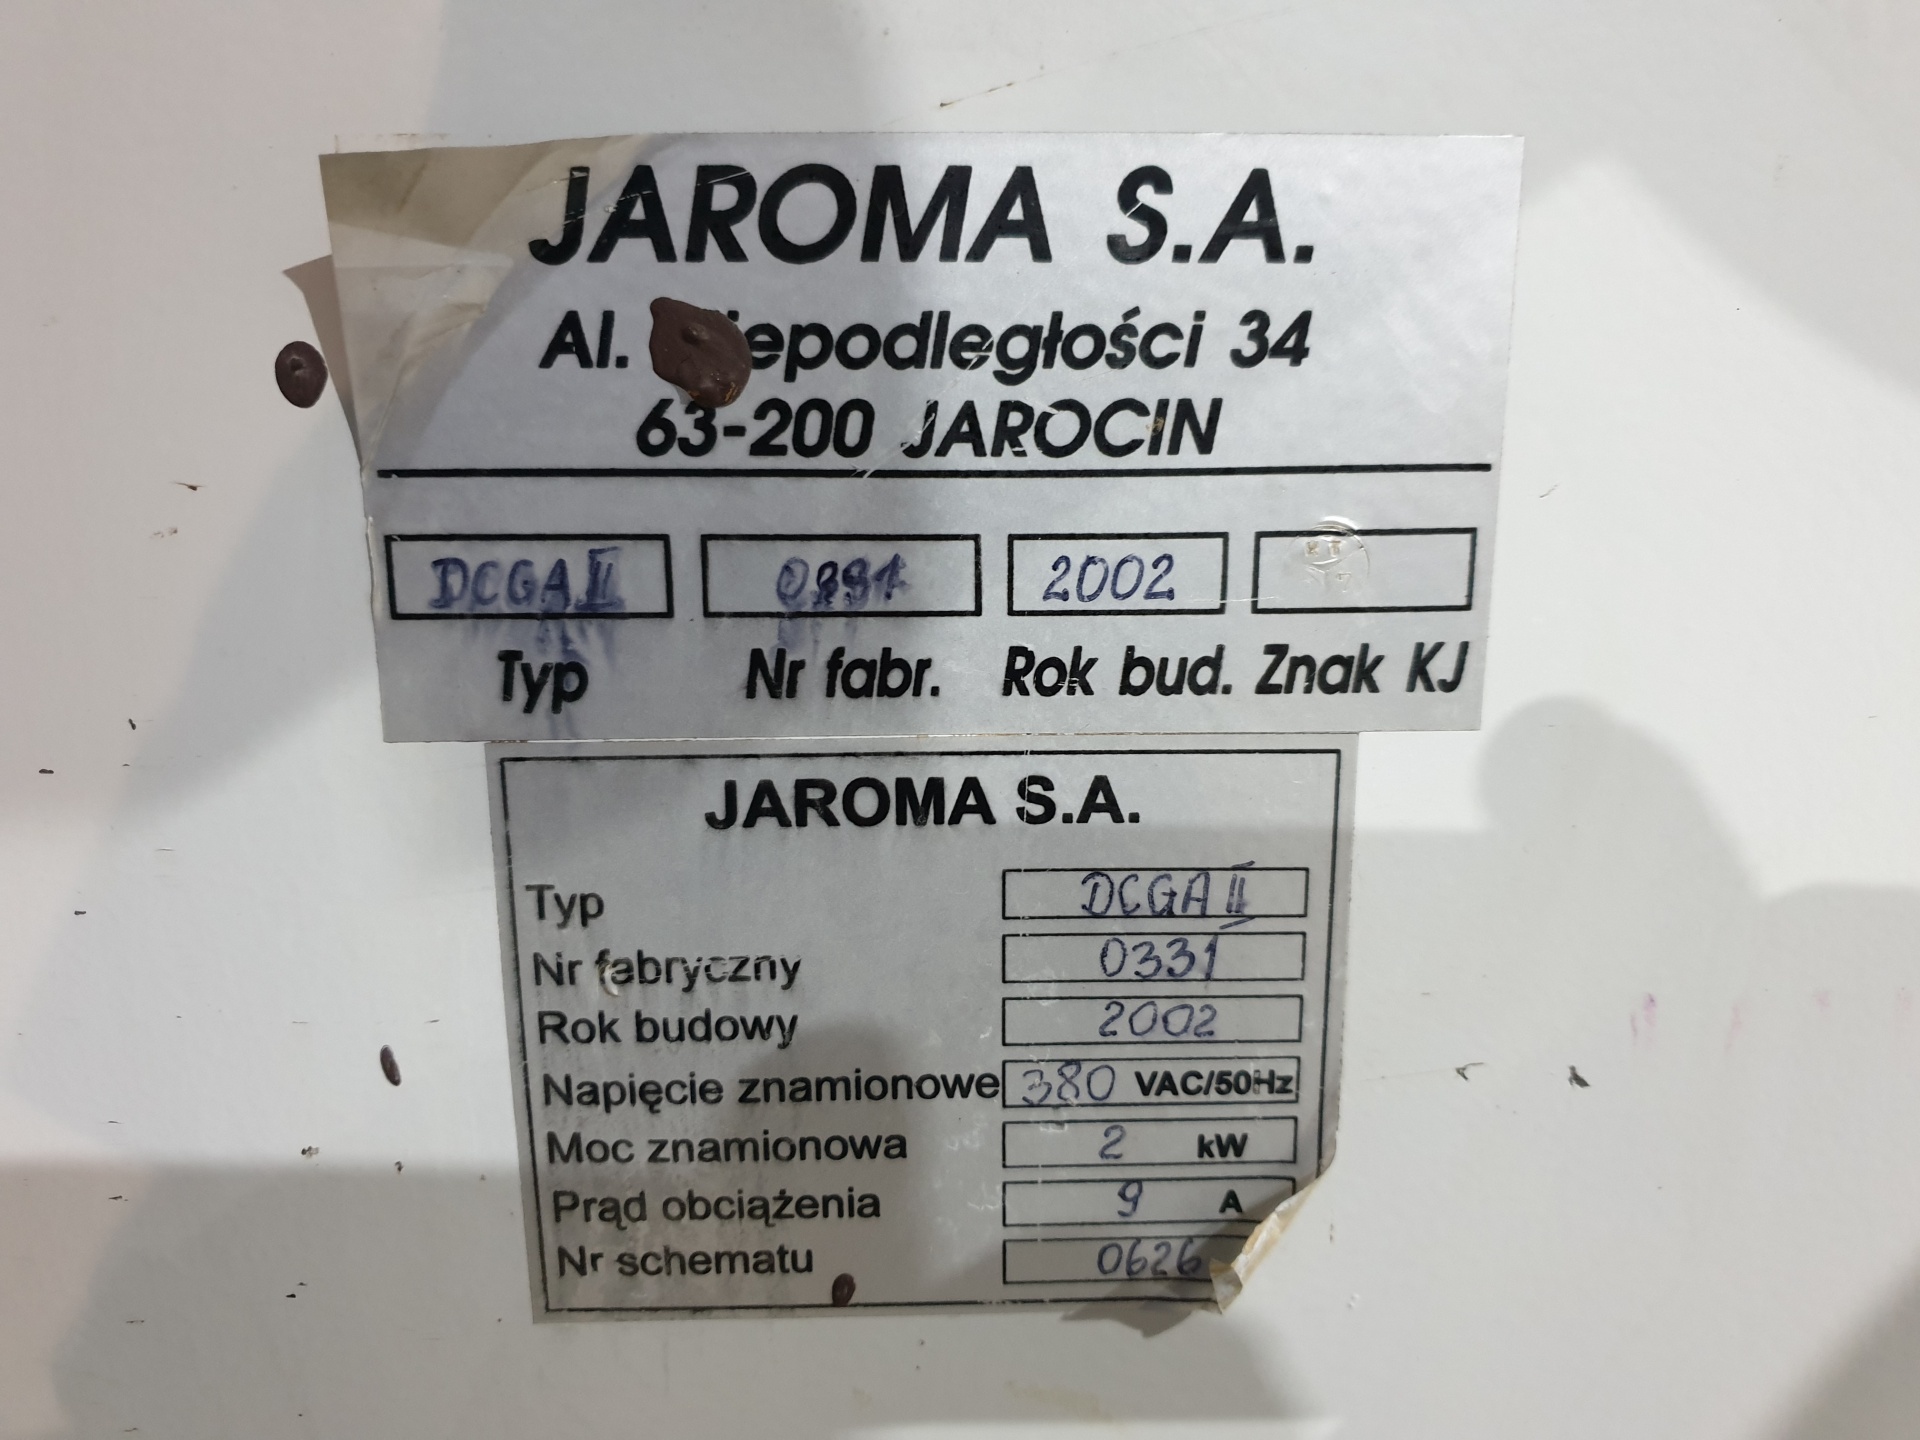 JAROMA S.A.
Al. Niepodległości 34
63-200 JAROCIN
DCGA II 0331 2002
Typ Nr fabr. Rok bud. Znak KJ
JAROMA S.A.
Typ DCGA II
Nr fabryczny 0331
Rok budowy 2002
Napięcie znamionowe 380 VAC/50Hz
Moc znamionowa 2 kW
Prąd obciążenia 9 A
Nr schematu 0626